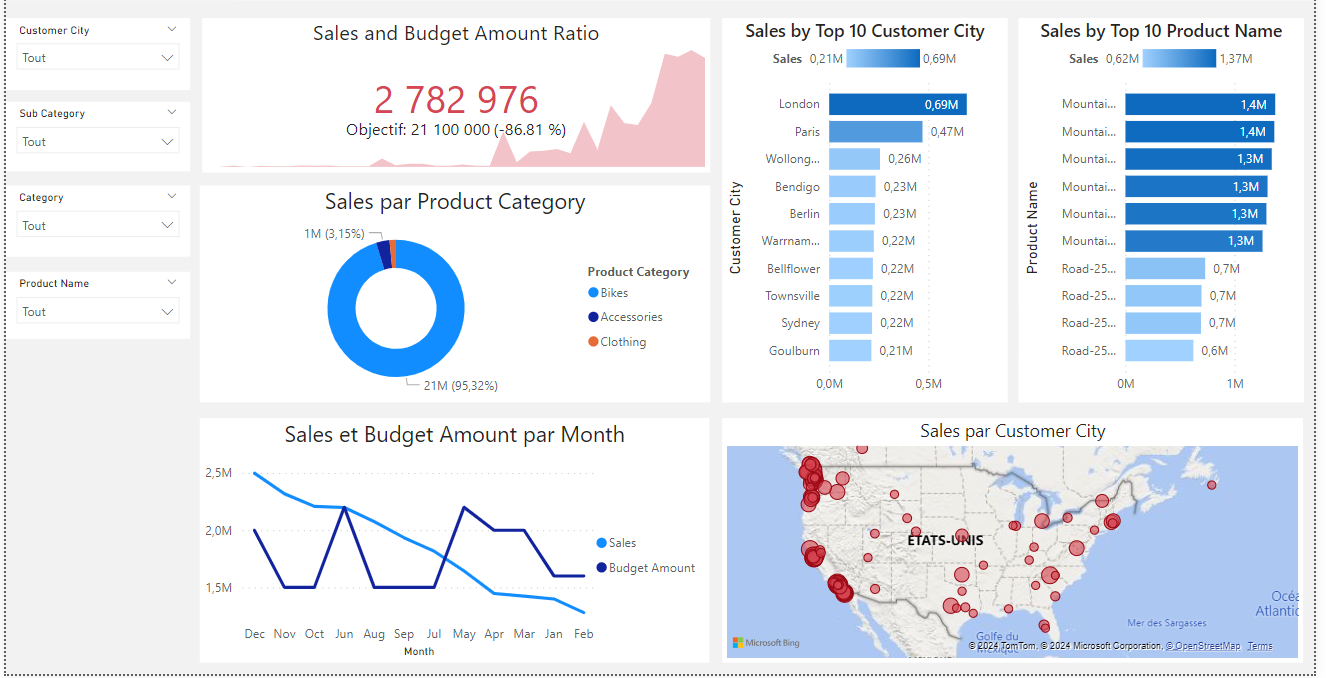 Customer City
Tout
Sub Category
Tout
Category
Tout
Product Name
Tout
Sales and Budget Amount Ratio
2 782 976
Objectif: 21 100 000 (-86.81 %)
Sales par Product Category
1M (3,15%)
21M (95,32%)
Product Category
Bikes
Accessories
Clothing
Sales by Top 10 Customer City
Sales 0,21M 0,69M
Customer City
London 0,69M
Paris 0,47M
Wollong... 0,26M
Bendigo 0,23M
Berlin 0,23M
Warrnam... 0,22M
Bellflower 0,22M
Townsville 0,22M
Sydney 0,22M
Goulburn 0,21M
0,0M 0,5M
Sales by Top 10 Product Name
Sales 0,62M 1,37M
Product Name
Mountai... 1,4M
Mountai... 1,4M
Mountai... 1,3M
Mountai... 1,3M
Mountai... 1,3M
Mountai... 1,3M
Road-25... 0,7M
Road-25... 0,7M
Road-25... 0,7M
Road-25... 0,6M
0M 1M
Sales et Budget Amount par Month
2,5M
2,0M
1,5M
Dec Nov Oct Jun Aug Sep Jul May Apr Mar Jan Feb
Month
Sales
Budget Amount
Sales par Customer City
ÉTATS-UNIS
Océa
Atlantic
Mer des Sargasses
Golfe du
Mexique
Microsoft Bing
© 2024 TomTom, © 2024 Microsoft Corporation, © OpenStreetMap Terms